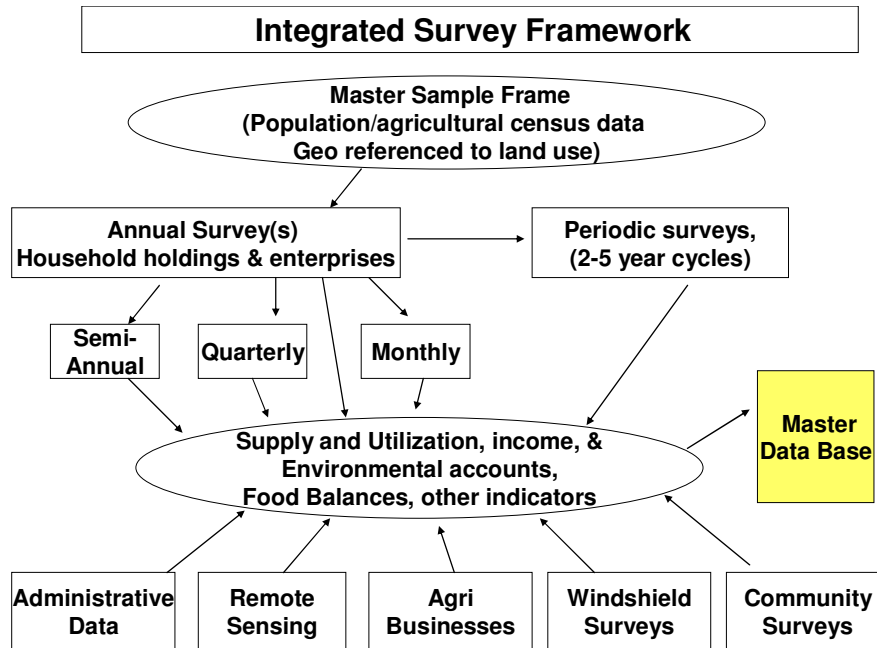 Integrated Survey Framework
Master Sample Frame
(Population/agricultural census data
Geo referenced to land use)
Annual Survey(s)
Household holdings & enterprises
Periodic surveys,
(2-5 year cycles)
Semi-
Annual
Quarterly
Monthly
Supply and Utilization, income, &
Environmental accounts,
Food Balances, other indicators
Master
Data Base
Administrative
Data
Remote
Sensing
Agri
Businesses
Windshield
Surveys
Community
Surveys